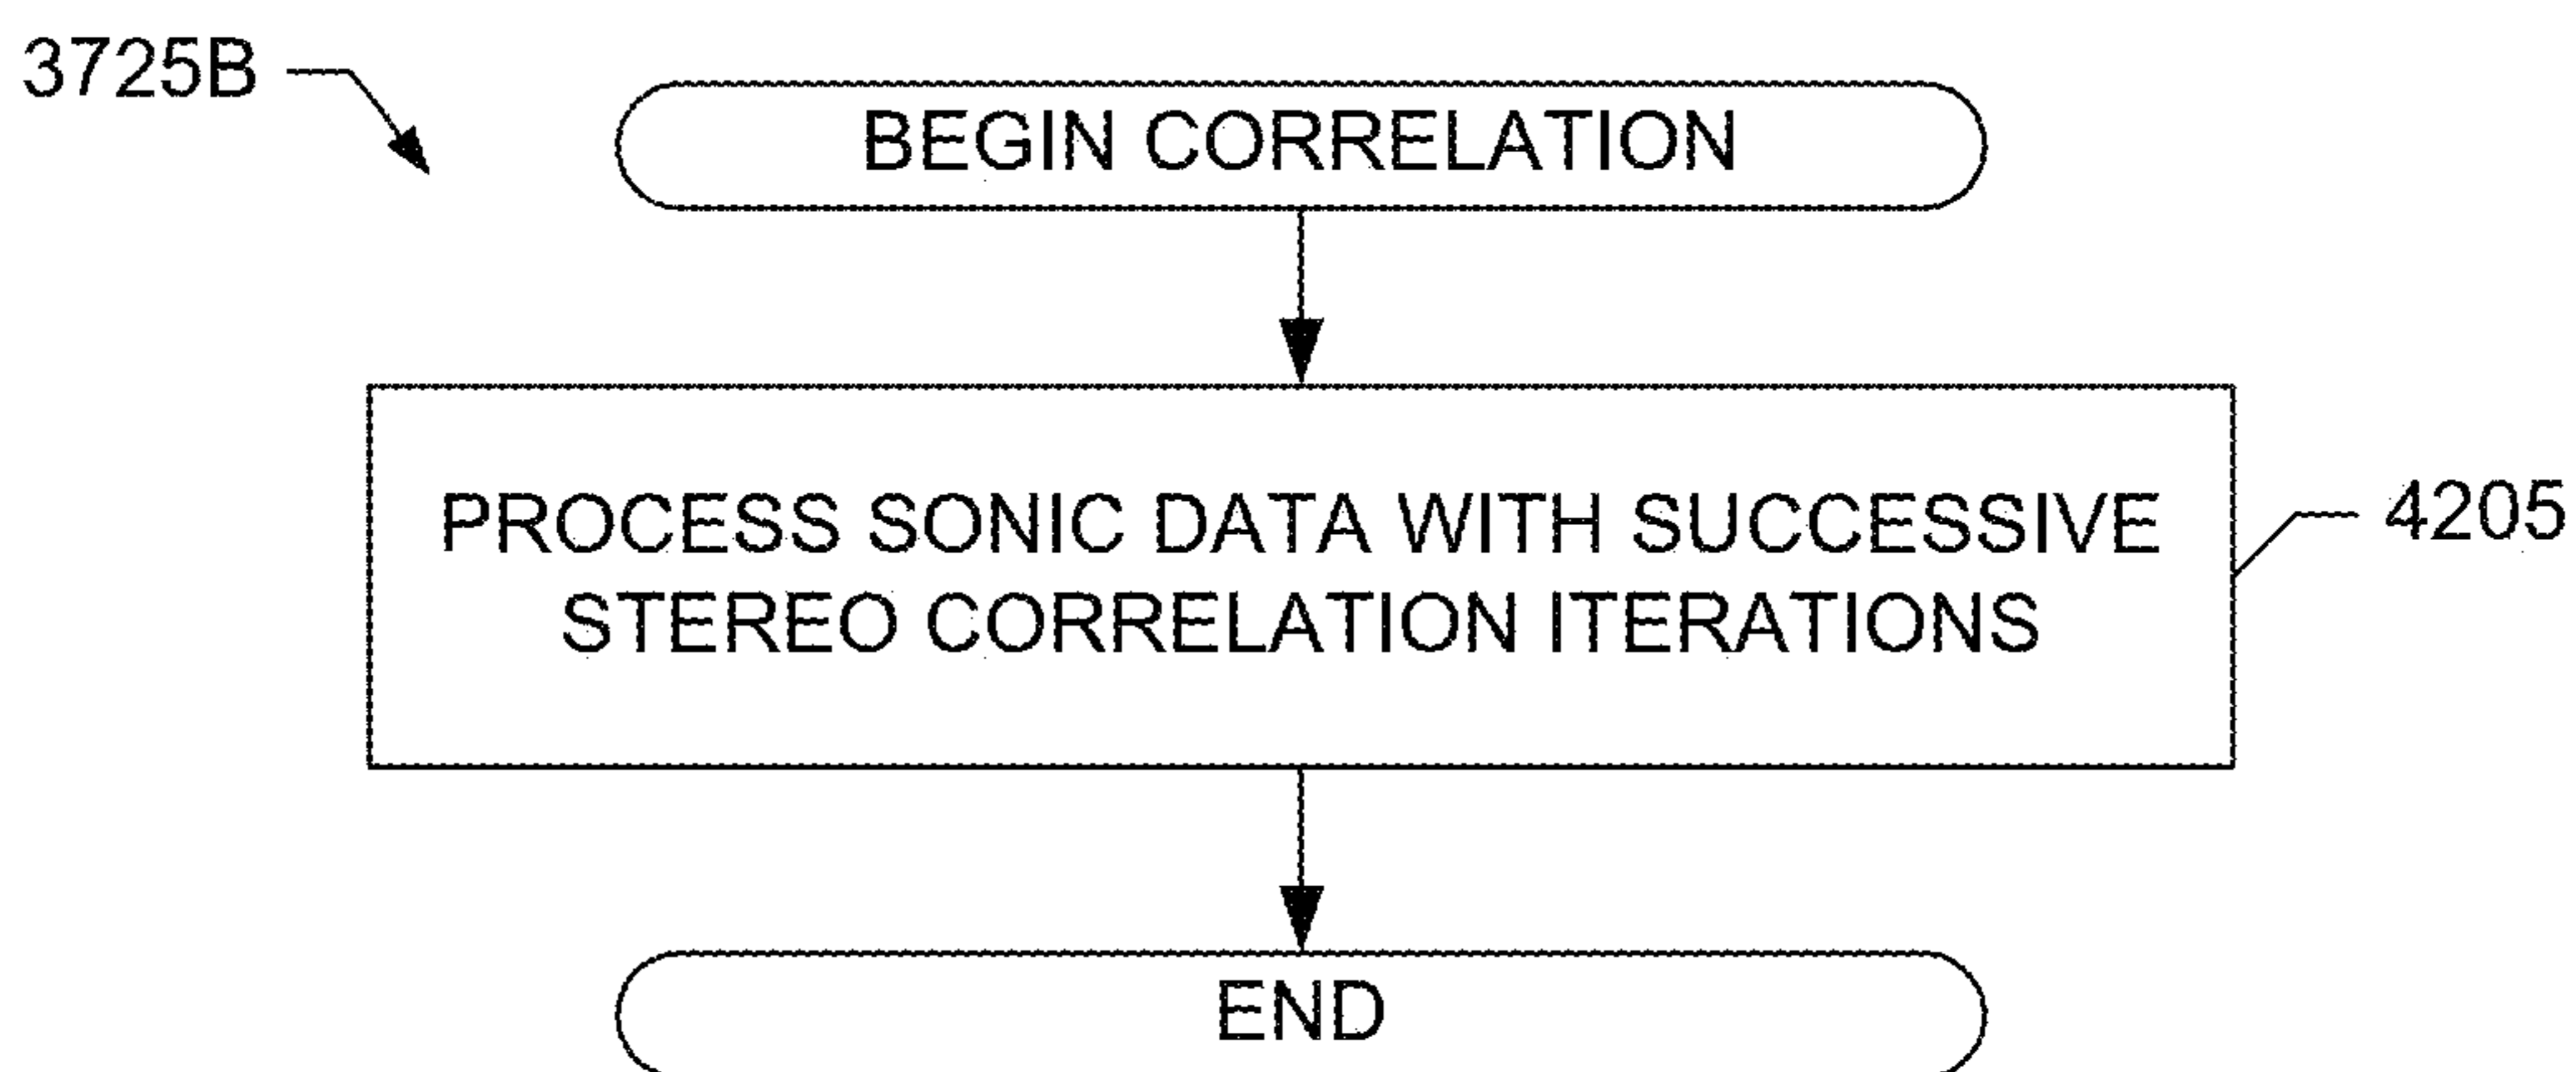 3725B
BEGIN CORRELATION
PROCESS SONIC DATA WITH SUCCESSIVE
STEREO CORRELATION ITERATIONS
4205
END